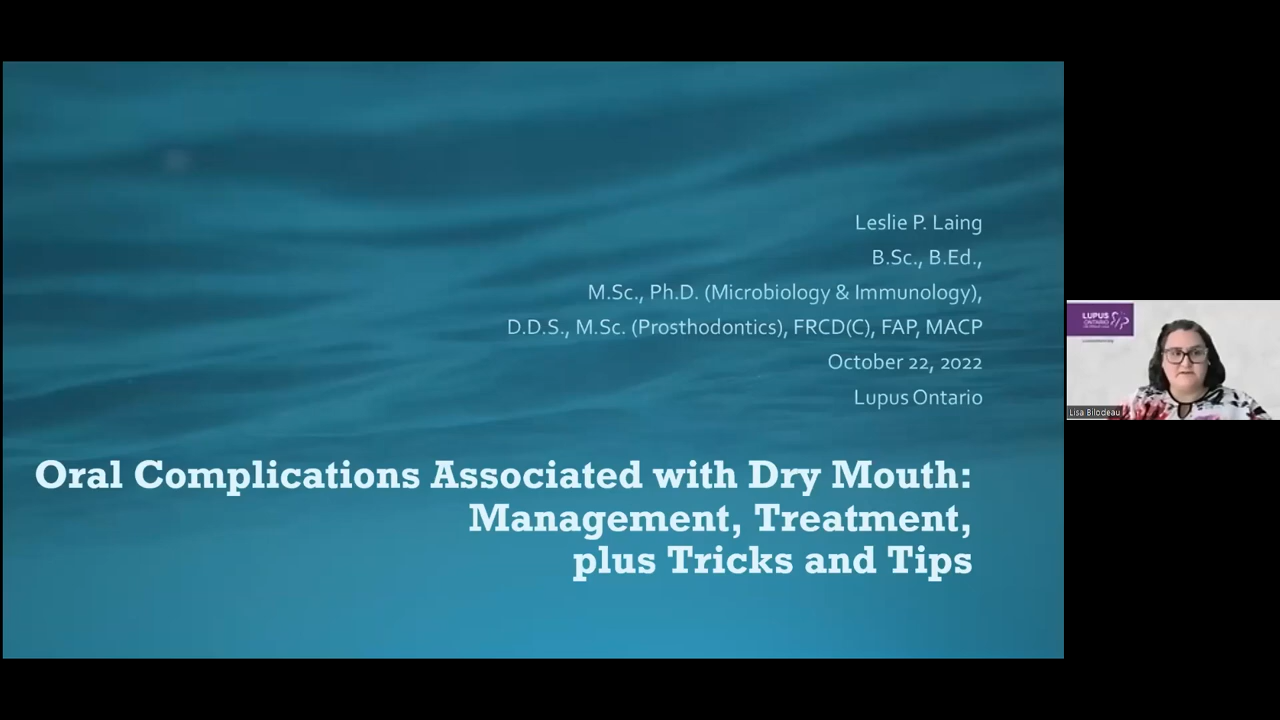 Leslie P. Laing
B.Sc., B.Ed.,
M.Sc., Ph.D. (Microbiology & Immunology),
D.D.S., M.Sc. (Prosthodontics), FRCD(C), FAP, MACP
October 22, 2022
Lupus Ontario
Oral Complications Associated with Dry Mouth:
Management, Treatment,
plus Tricks and Tips
LUPUS
ONTARIO
Lisa Bilodeau